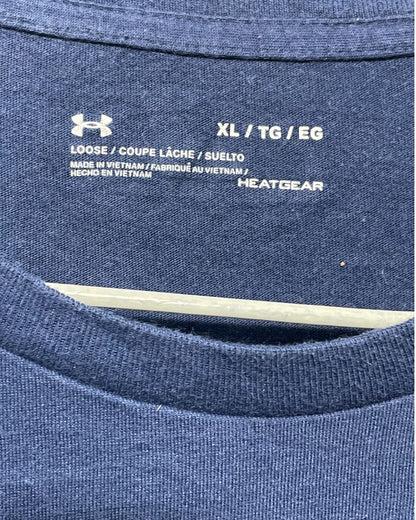 XL / TG / EG
LOOSE / COUPE LÂCHE / SUELTO
MADE IN VIETNAM / FABRIQUÉ AU VIETNAM /
HECHO EN VIETNAM
HEATGEAR